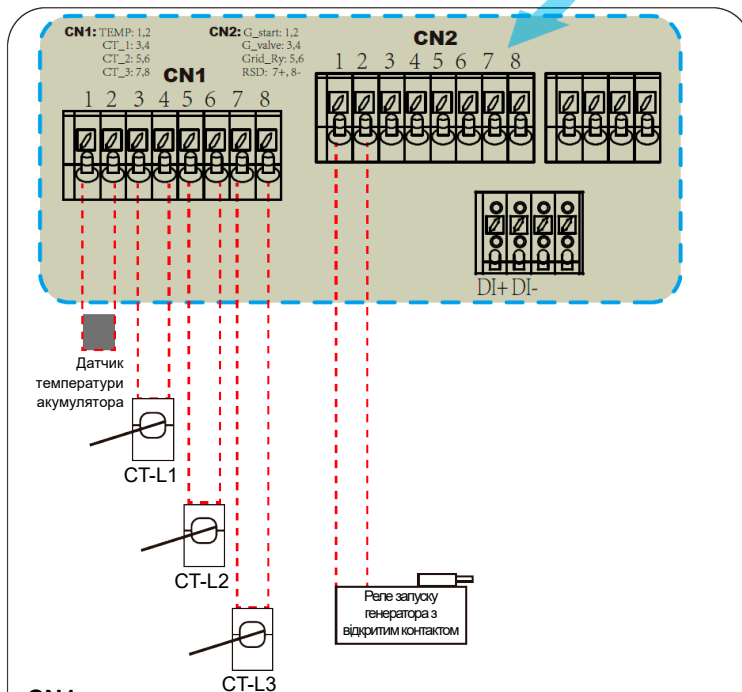 CN1: TEMP: 1,2
CT_1: 3,4
CT_2: 5,6
CT_3: 7,8
CN2: G_start: 1,2
G_valve: 3,4
Grid_Ry: 5,6
RSD: 7+, 8-
CN1
1 2 3 4 5 6 7 8
CN2
1 2 3 4 5 6 7 8
DI+ DI-
Датчик
температури
акумулятора
CT-L1
CT-L2
CT-L3
Реле запуску
генератора з
відкритим контактом